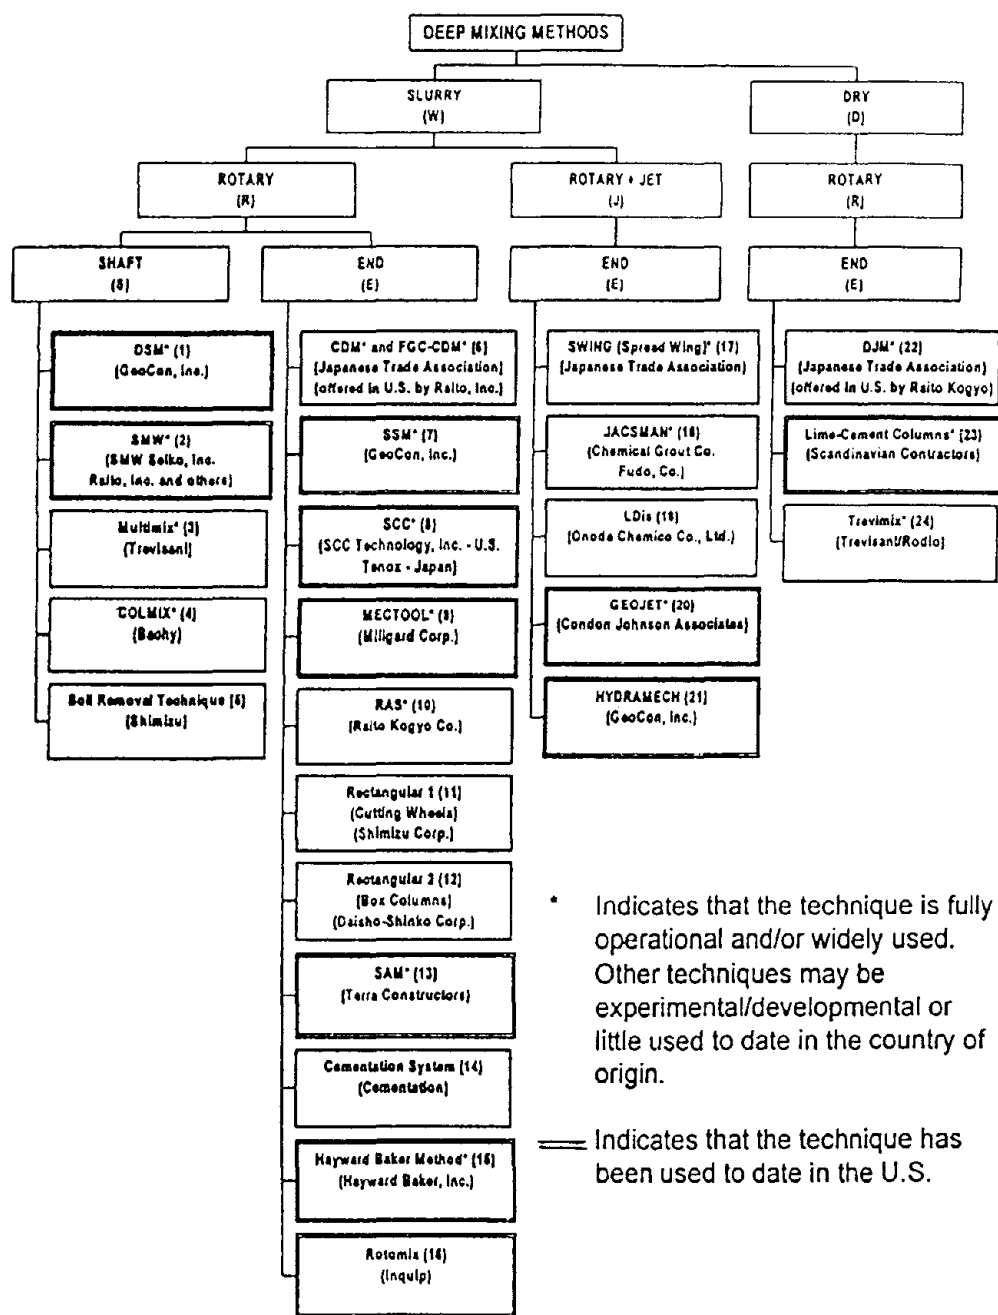 DEEP MIXING METHODS
SLURRY
(W)
DRY
(D)
ROTARY
(R)
ROTARY + JET
(J)
ROTARY
(R)
SHAFT
(S)
END
(E)
END
(E)
END
(E)
DSM* (1)
(GeoCon, Inc.)
SMW* (2)
(SMW Seiko, Inc.
Raito, Inc. and others)
Multimix* (3)
(Trevisani)
COLMIX* (4)
(Bachy)
Soil Removal Technique (5)
(Shimizu)
CDM* and FGC-CDM* (6)
(Japanese Trade Association)
(offered in U.S. by Raito, Inc.)
SSM* (7)
(GeoCon, Inc.)
SCC* (8)
(SCC Technology, Inc. - U.S.
Tenox - Japan)
MECTOOL* (9)
(Millgard Corp.)
RAS* (10)
(Raito Kogyo Co.)
Rectangular 1 (11)
(Cutting Wheels)
(Shimizu Corp.)
Rectangular 2 (12)
(Box Columns)
(Daisho-Shinko Corp.)
SAM* (13)
(Terra Constructors)
Cementation System (14)
(Cementation)
Hayward Baker Method* (15)
(Hayward Baker, Inc.)
Rotomix (16)
(Inquip)
SWING (Spread Wing)* (17)
(Japanese Trade Association)
JACSMAN* (18)
(Chemical Grout Co.
Fudo, Co.)
LDis (19)
(Onoda Chemico Co., Ltd.)
GEOJET* (20)
(Condon Johnson Associates)
HYDRAMECH (21)
(GeoCon, Inc.)
DJM* (22)
(Japanese Trade Association)
(offered in U.S. by Raito Kogyo)
Lime-Cement Columns* (23)
(Scandinavian Contractors)
Trevimix* (24)
(Trevisani/Rodio)
* Indicates that the technique is fully
operational and/or widely used.
Other techniques may be
experimental/developmental or
little used to date in the country of
origin.
Indicates that the technique has
been used to date in the U.S.